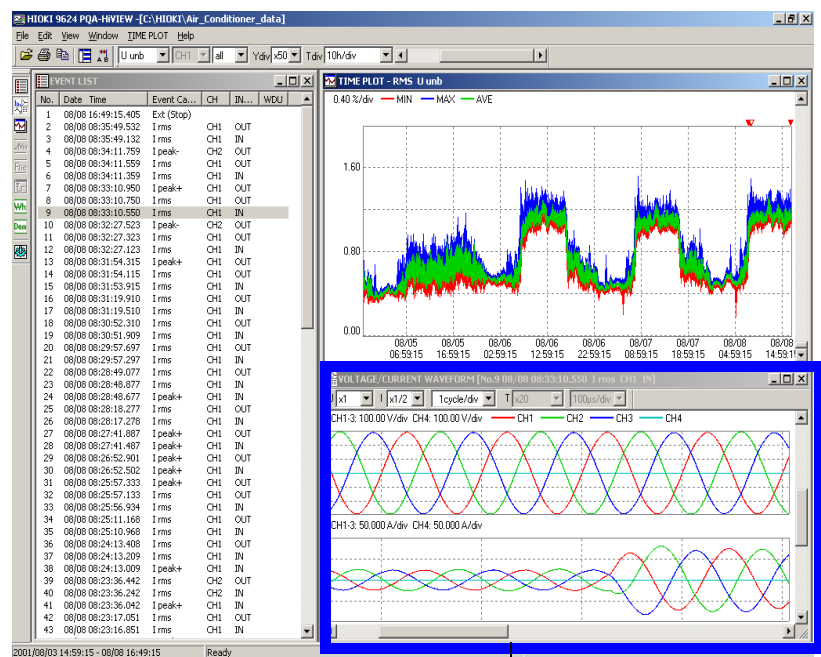 HIOKI 9624 PQA-HiVIEW -[C:\HIOKI\Air_Conditioner_data]
File Edit View Window TIME PLOT Help
U unb CH1 all Ydiv x50 Tdiv 10h/div
EVENT LIST
No. Date Time Event Ca... CH IN... WDU
1 08/08 16:49:15.405 Ext (Stop)
2 08/08 08:35:49.532 I rms CH1 OUT
3 08/08 08:35:49.132 I rms CH1 IN
4 08/08 08:34:11.759 I peak- CH2 OUT
5 08/08 08:34:11.559 I rms CH1 OUT
6 08/08 08:34:11.359 I rms CH1 IN
7 08/08 08:33:10.950 I peak+ CH1 OUT
8 08/08 08:33:10.750 I rms CH1 OUT
9 08/08 08:33:10.550 I rms CH1 IN
10 08/08 08:32:27.523 I peak- CH2 OUT
11 08/08 08:32:27.323 I rms CH1 OUT
12 08/08 08:32:27.123 I rms CH1 IN
13 08/08 08:31:54.315 I peak+ CH1 OUT
14 08/08 08:31:54.115 I rms CH1 OUT
15 08/08 08:31:53.915 I rms CH1 IN
16 08/08 08:31:19.910 I rms CH1 OUT
17 08/08 08:31:19.510 I rms CH1 IN
18 08/08 08:30:52.310 I rms CH1 OUT
19 08/08 08:30:51.909 I rms CH1 IN
20 08/08 08:29:57.697 I rms CH1 OUT
21 08/08 08:29:57.297 I rms CH1 IN
22 08/08 08:28:49.077 I rms CH1 OUT
23 08/08 08:28:48.877 I rms CH1 IN
24 08/08 08:28:48.677 I peak+ CH1 OUT
25 08/08 08:28:18.277 I rms CH1 OUT
26 08/08 08:28:17.278 I rms CH1 IN
27 08/08 08:27:41.887 I peak+ CH1 OUT
28 08/08 08:27:41.487 I peak+ CH1 IN
29 08/08 08:26:52.901 I peak+ CH1 OUT
30 08/08 08:26:52.502 I peak+ CH1 IN
31 08/08 08:25:57.333 I peak+ CH1 OUT
32 08/08 08:25:57.133 I rms CH1 OUT
33 08/08 08:25:56.934 I rms CH1 IN
34 08/08 08:25:11.168 I rms CH1 OUT
35 08/08 08:25:10.968 I rms CH1 IN
36 08/08 08:24:13.408 I rms CH1 OUT
37 08/08 08:24:13.209 I rms CH1 IN
38 08/08 08:24:13.009 I peak+ CH1 IN
39 08/08 08:23:36.442 I rms CH2 OUT
40 08/08 08:23:36.242 I rms CH2 IN
41 08/08 08:23:36.042 I peak+ CH1 IN
42 08/08 08:23:17.051 I rms CH1 OUT
43 08/08 08:23:16.851 I rms CH1 IN
Wh
Dem
TIME PLOT - RMS U unb
0.40 %/div MIN MAX AVE
1.60
0.80
0.00
08/05 08/05 08/06 08/06 08/06 08/07 08/07 08/08 08/08
06:59:15 16:59:15 02:59:15 12:59:15 22:59:15 08:59:15 18:59:15 04:59:15 14:59:15
VOLTAGE/CURRENT WAVEFORM [No.9 08/08 08:33:10.550 I rms CH1 IN]
U x1 I x1/2 1cycle/div T x20 100µs/div
CH1-3: 100.00 V/div CH4: 100.00 V/div CH1 CH2 CH3 CH4
CH1-3: 50.000 A/div CH4: 50.000 A/div
2001/08/03 14:59:15 - 08/08 16:49:15 Ready